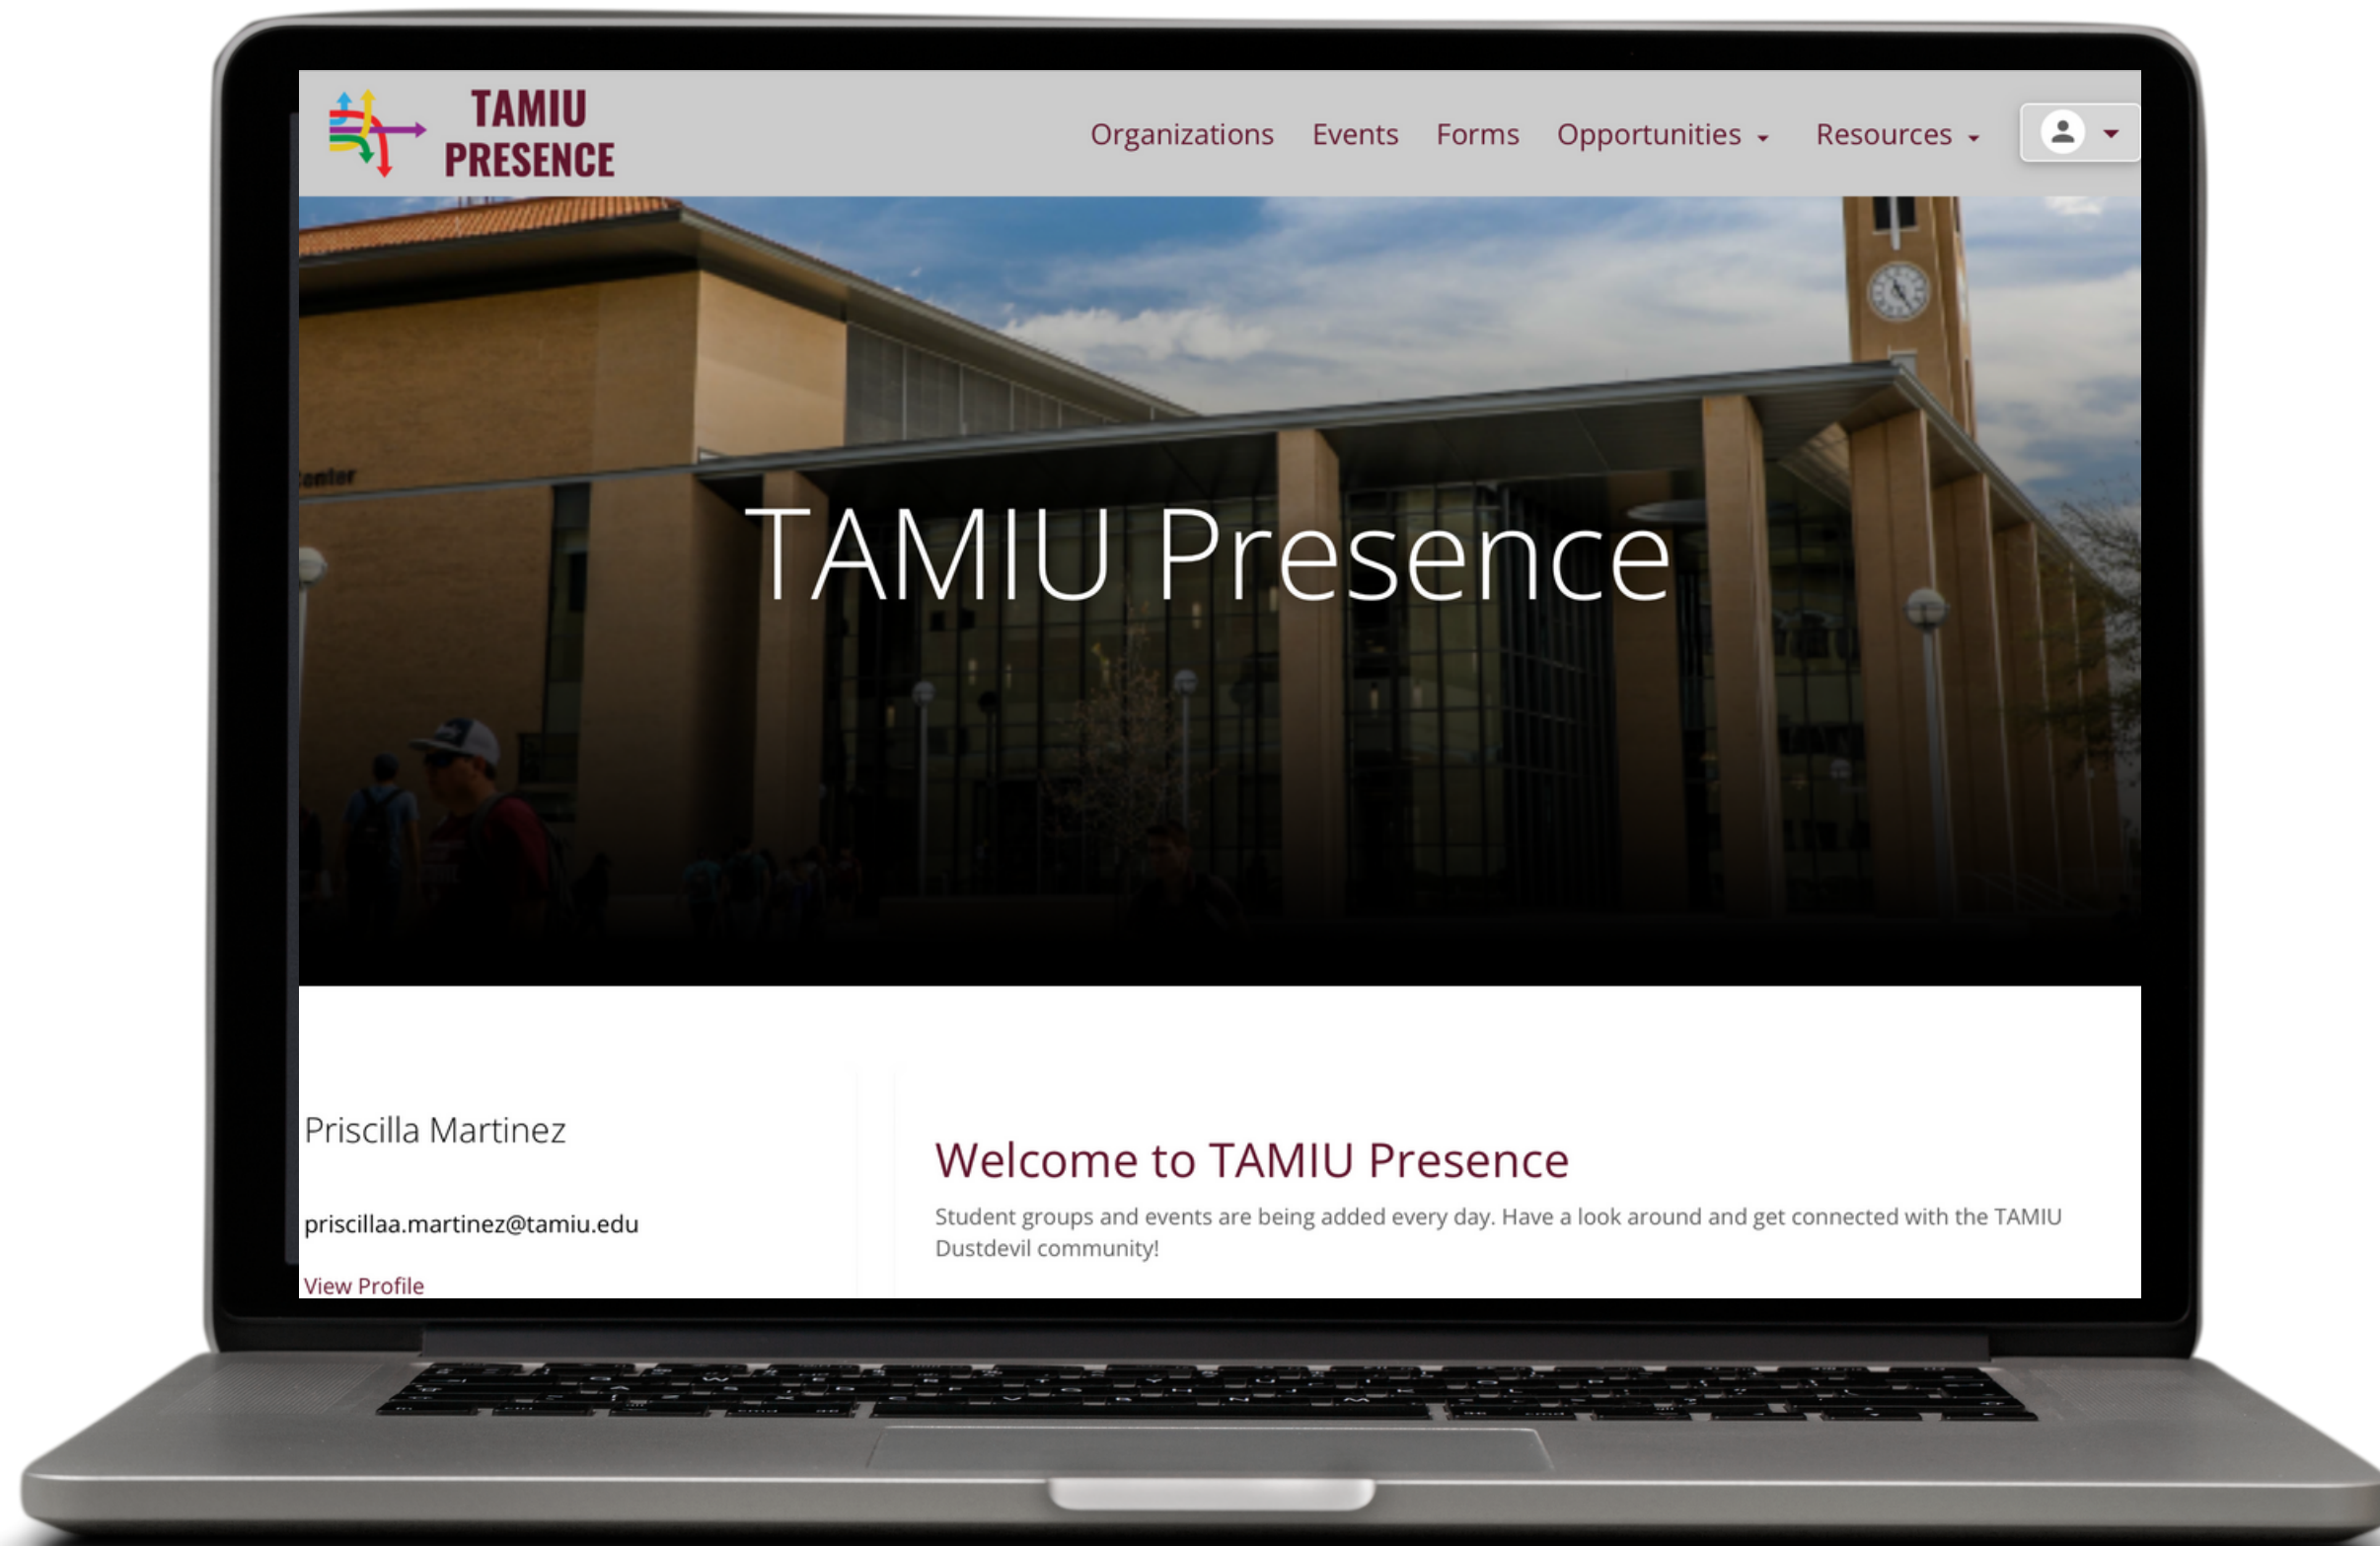 TAMIU
PRESENCE
Organizations Events Forms Opportunities Resources
Center
TAMIU Presence
Priscilla Martinez
priscillaa.martinez@tamiu.edu
View Profile
Welcome to TAMIU Presence
Student groups and events are being added every day. Have a look around and get connected with the TAMIU
Dustdevil community!